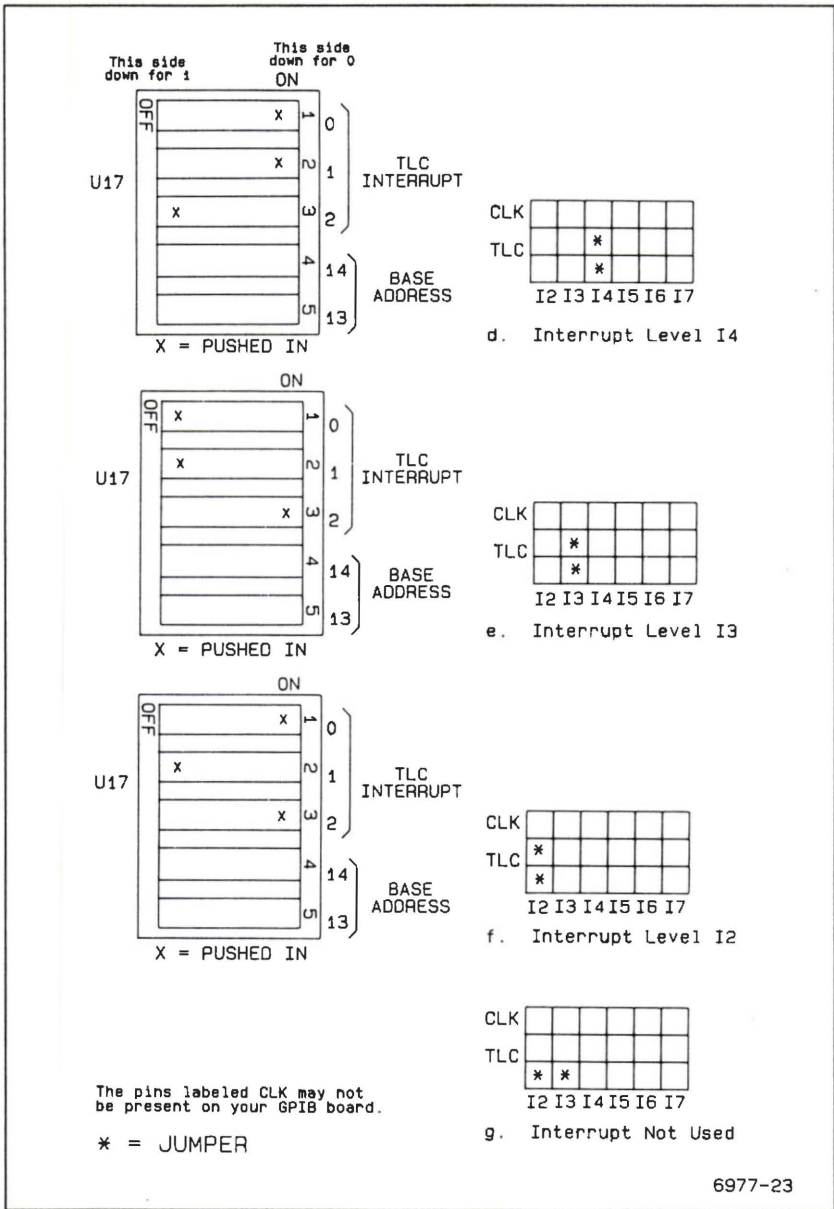 This side
down for 1
This side
down for 0
ON
OFF
U17
X
X
X
1
2
3
4
5
0
1
2
14
13
TLC
INTERRUPT
BASE
ADDRESS
X = PUSHED IN
CLK
TLC
*
*
I2 I3 I4 I5 I6 I7
d. Interrupt Level I4
ON
OFF
U17
X
X
X
1
2
3
4
5
0
1
2
14
13
TLC
INTERRUPT
BASE
ADDRESS
X = PUSHED IN
CLK
TLC
*
*
I2 I3 I4 I5 I6 I7
e. Interrupt Level I3
ON
OFF
U17
X
X
X
1
2
3
4
5
0
1
2
14
13
TLC
INTERRUPT
BASE
ADDRESS
X = PUSHED IN
CLK
TLC
*
*
I2 I3 I4 I5 I6 I7
f. Interrupt Level I2
CLK
TLC
* *
I2 I3 I4 I5 I6 I7
g. Interrupt Not Used
The pins labeled CLK may not
be present on your GPIB board.
* = JUMPER
6977-23